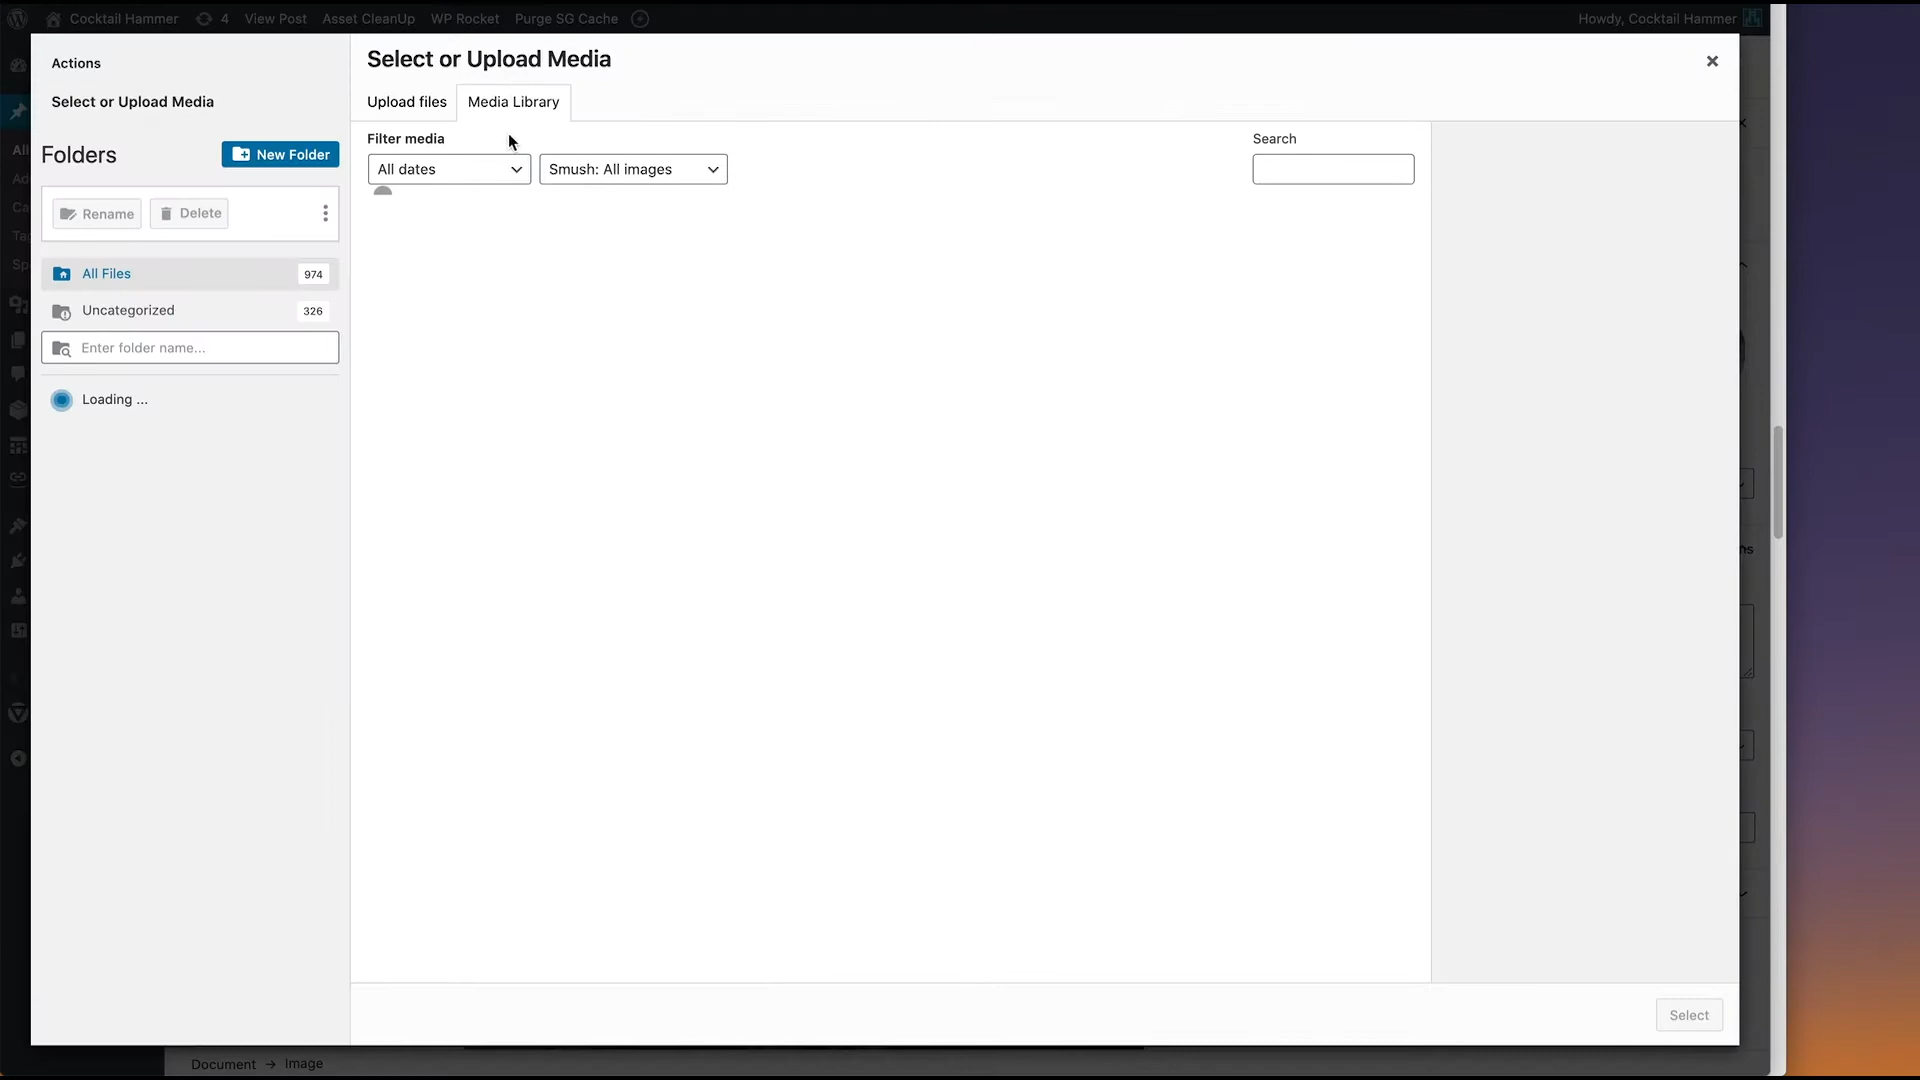 Cocktail Hammer 4 View Post Asset CleanUp WP Rocket Purge SG Cache Howdy, Cocktail Hammer
Actions
Select or Upload Media
Folders
New Folder
Rename Delete
All Files 974
Uncategorized 326
Enter folder name...
Loading ...
Select or Upload Media
Upload files Media Library
Filter media
All dates Smush: All images
Search
Select
Document → Image